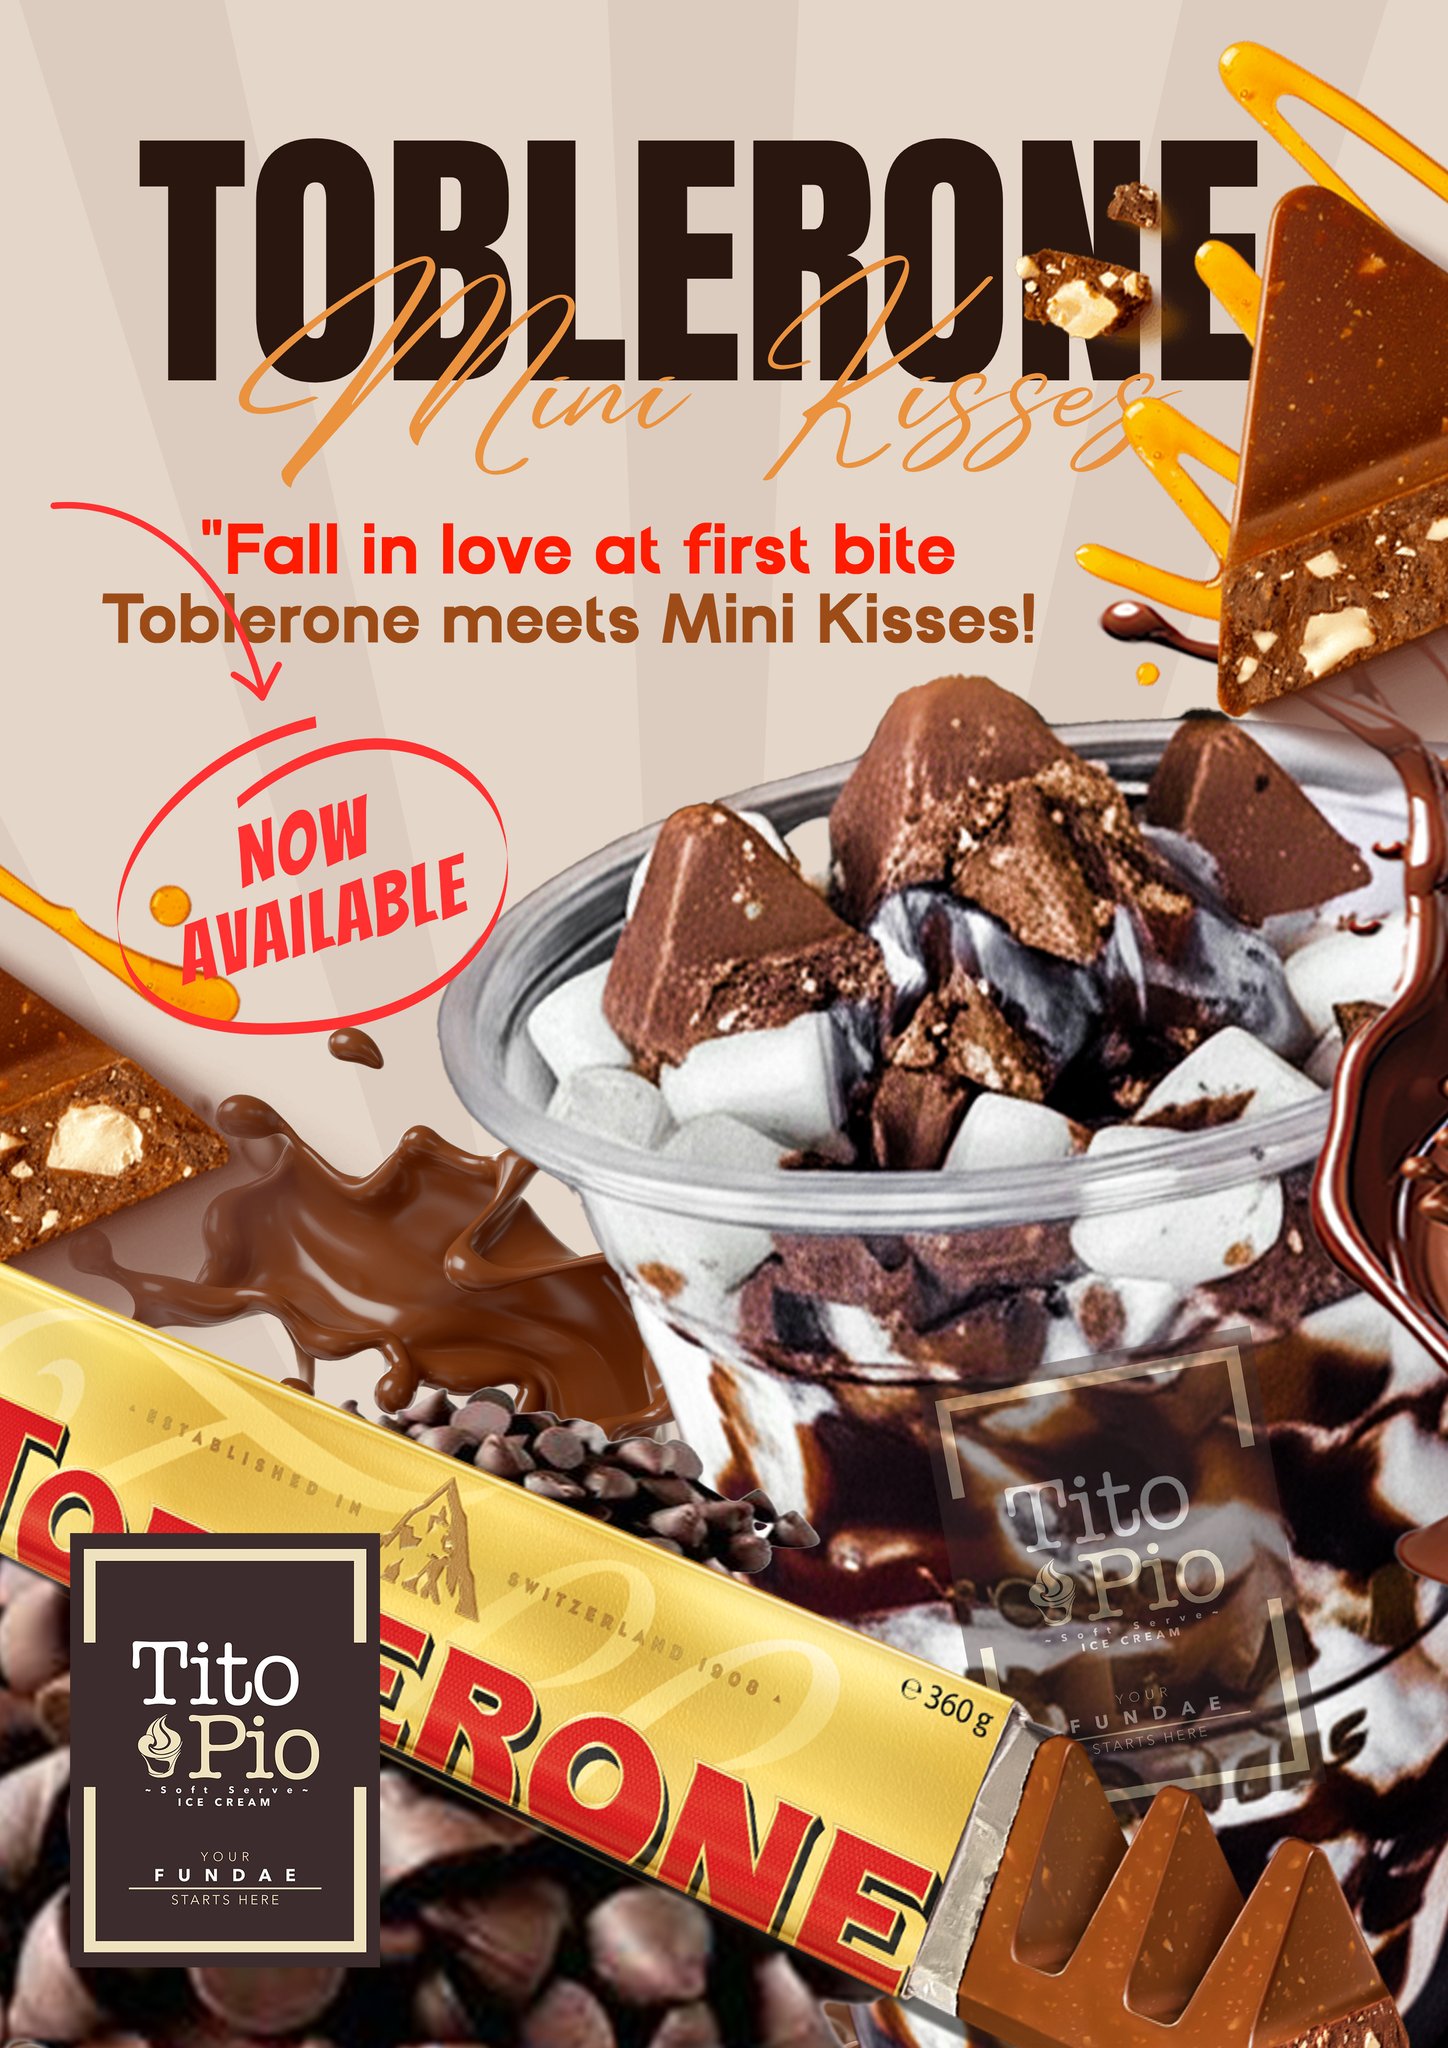 TOBLERONE
Mini Kisses
"Fall in love at first bite
Toblerone meets Mini Kisses!
NOW
AVAILABLE
ESTABLISHED IN
SWITZERLAND 1908
e 360 g
TOBLERONE
Tito
Pio
~Soft Serve~
ICE CREAM
YOUR
FUNDAE
STARTS HERE
Tito
Pio
~Soft Serve~
ICE CREAM
YOUR
FUNDAE
STARTS HERE